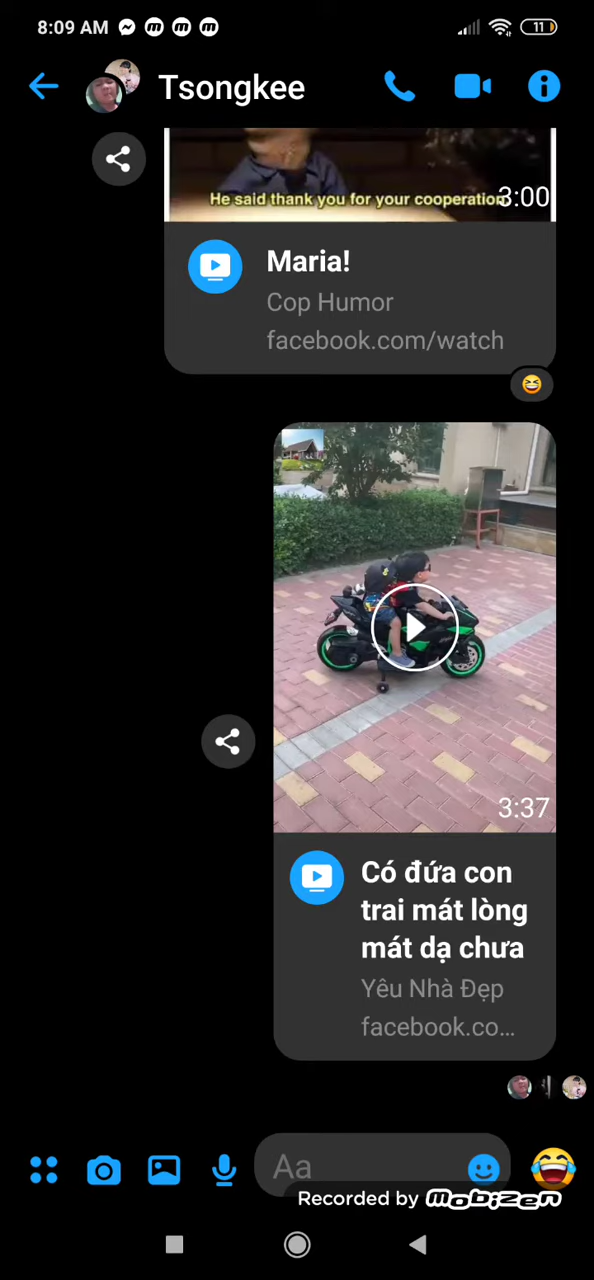 8:09 AM
11
Tsongkee
He said thank you for your cooperation
3:00
Maria!
Cop Humor
facebook.com/watch
3:37
Có đứa con
trai mát lòng
mát dạ chưa
Yêu Nhà Đẹp
facebook.co...
Aa
Recorded by Mobizen